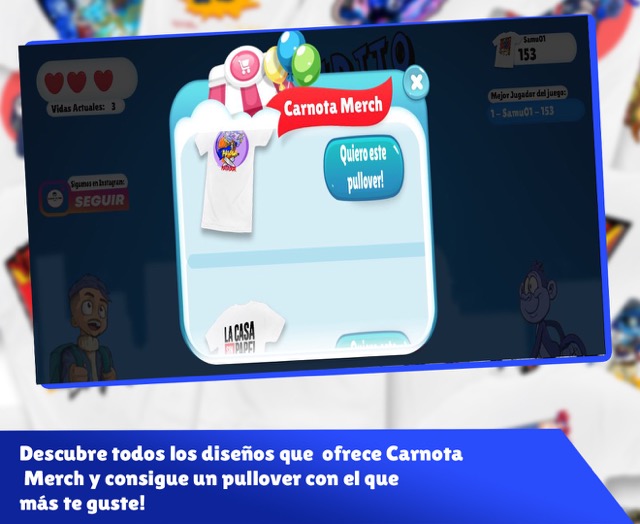 Samu01
153
Mejor Jugador del juego:
1 - Samu01 - 153
Vidas Actuales: 3
Siguenos en Instagram:
SEGUIR
Carnota Merch
Quiero este
pullover!
LA CASA
PAPEL
Descubre todos los diseños que ofrece Carnota
Merch y consigue un pullover con el que
más te guste!